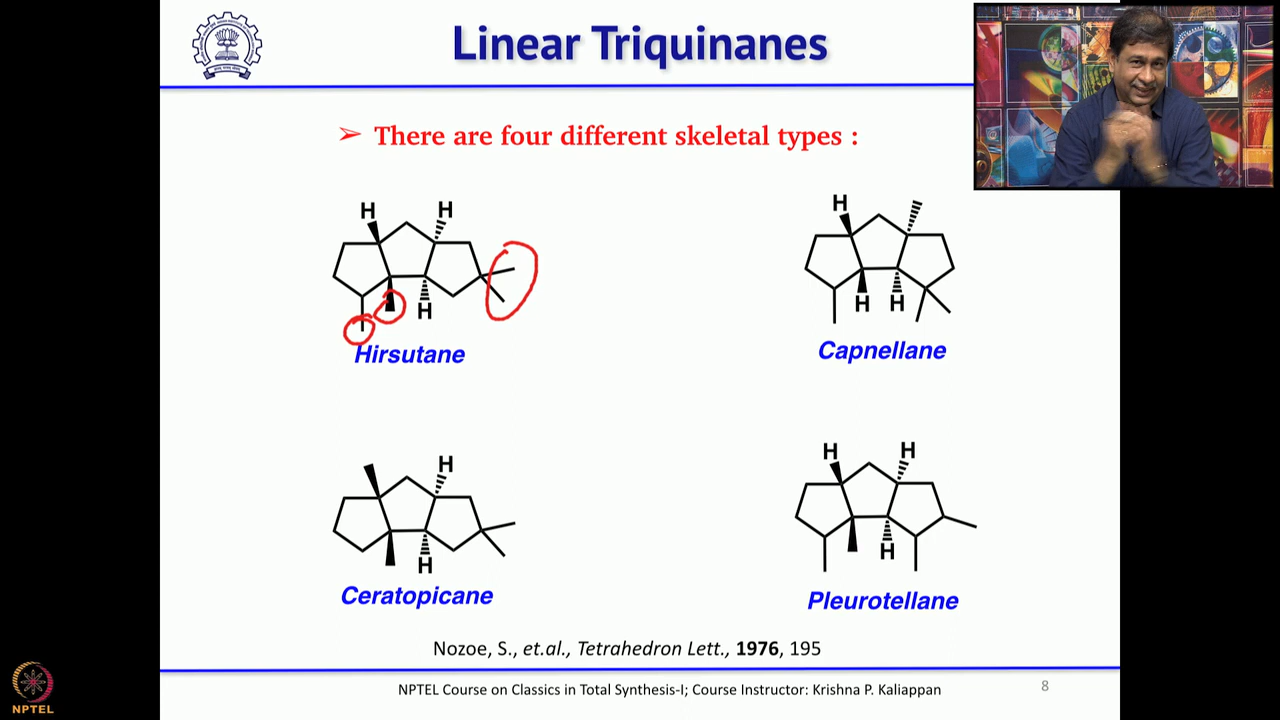 Linear Triquinanes
➢ There are four different skeletal types :
H H
H
Hirsutane
H
H H
Capnellane
H
H
Ceratopicane
H H
H
Pleurotellane
Nozoe, S., et.al., Tetrahedron Lett., 1976, 195
NPTEL Course on Classics in Total Synthesis-I; Course Instructor: Krishna P. Kaliappan
8
NPTEL